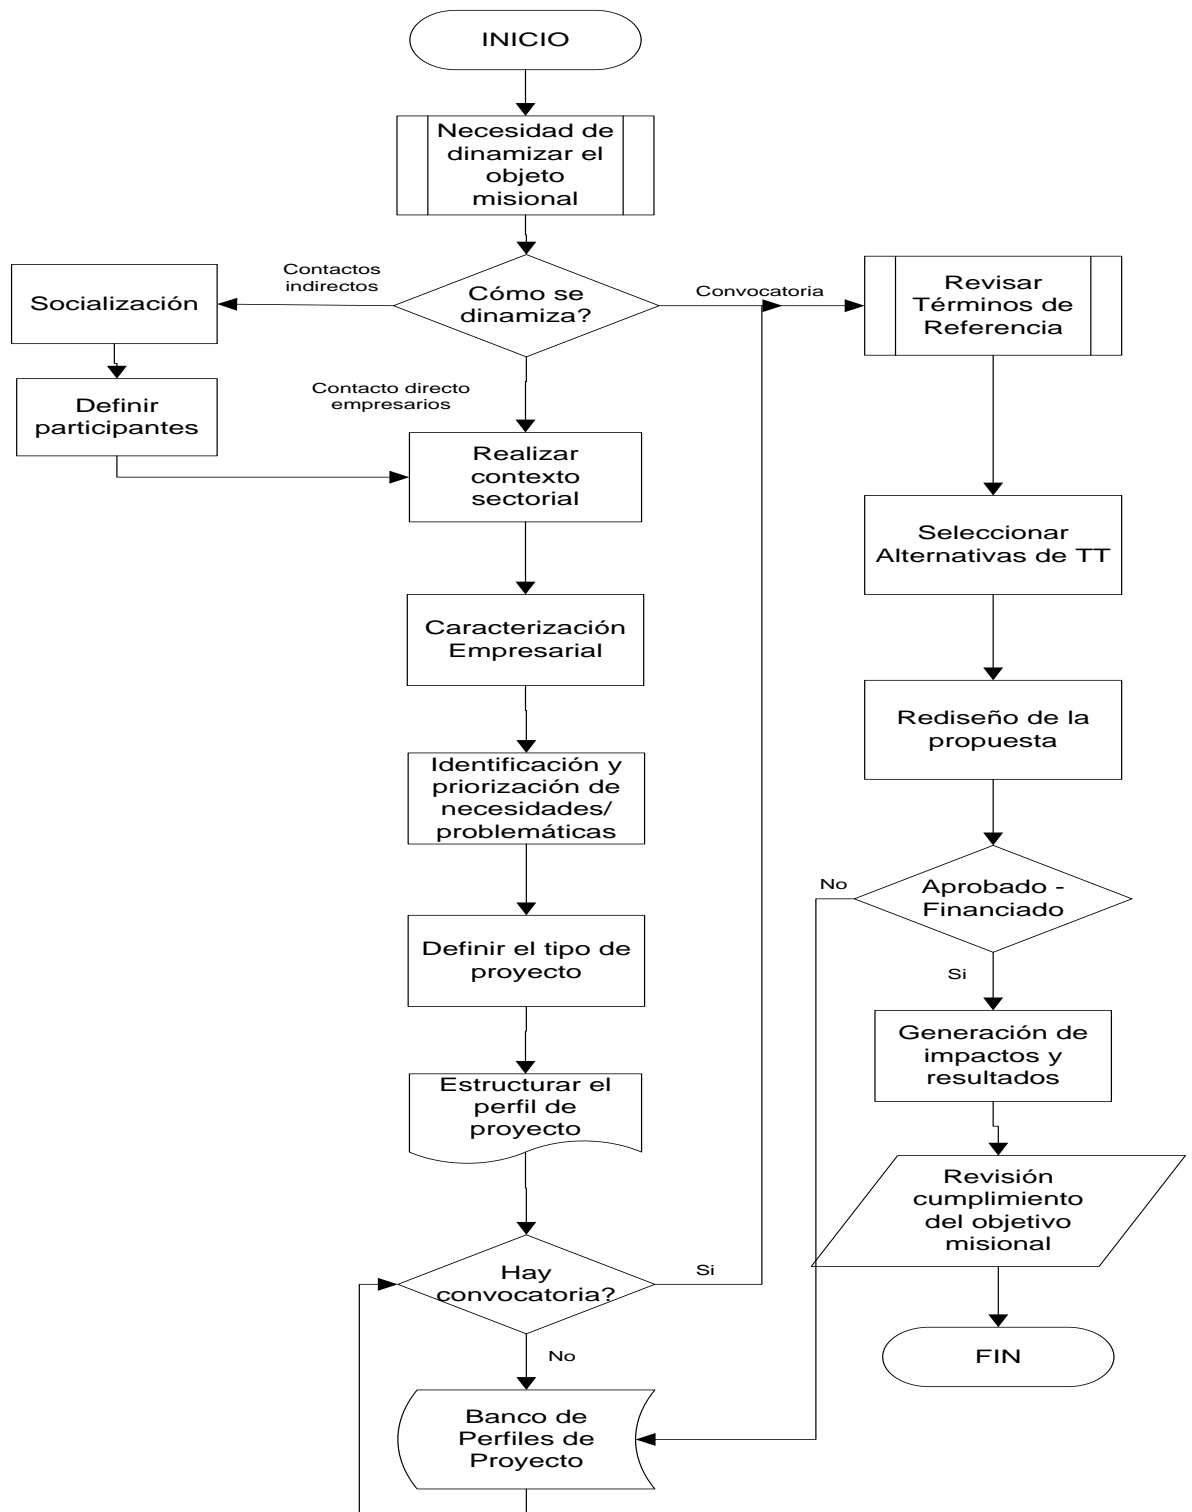 INICIO
Necesidad de
dinamizar el
objeto
misional
Contactos
indirectos
Cómo se
dinamiza?
Convocatoria
Revisar
Términos de
Referencia
Socialización
Definir
participantes
Contacto directo
empresarios
Realizar
contexto
sectorial
Seleccionar
Alternativas de TT
Caracterización
Empresarial
Rediseño de la
propuesta
Identificación y
priorización de
necesidades/
problemáticas
No
Aprobado -
Financiado
Si
Definir el tipo de
proyecto
Generación de
impactos y
resultados
Estructurar el
perfil de
proyecto
Revisión
cumplimiento
del objetivo
misional
Hay
convocatoria?
Si
No
FIN
Banco de
Perfiles de
Proyecto